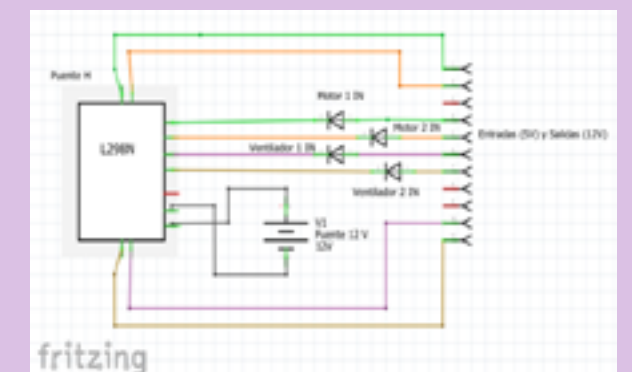 Puente H
Motor 1 IN
Motor 2 IN
Entradas (5V) y Salidas (12V)
L298N
Ventilador 1 IN
Ventilador 2 IN
V1
Puente 12 V
12V
fritzing